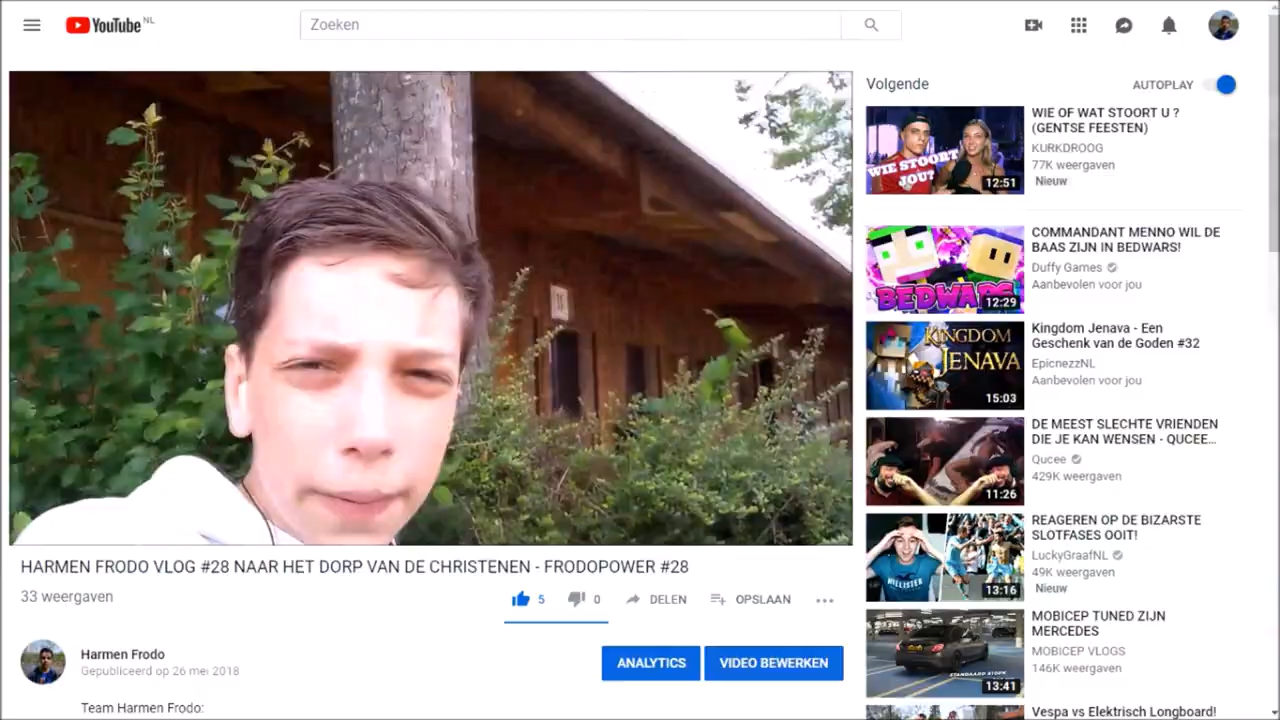 YouTube NL
Zoeken
Volgende
AUTOPLAY
WIE STOORT
JOU?
12:51
WIE OF WAT STOORT U ?
(GENTSE FEESTEN)
KURKDROOG
77K weergaven
Nieuw
BEDWARS
12:29
COMMANDANT MENNO WIL DE
BAAS ZIJN IN BEDWARS!
Duffy Games
Aanbevolen voor jou
KINGDOM
JENAVA
15:03
Kingdom Jenava - Een
Geschenk van de Goden #32
EpicnezzNL
Aanbevolen voor jou
11:26
DE MEEST SLECHTE VRIENDEN
DIE JE KAN WENSEN - QUCEE...
Qucee
429K weergaven
HOLLISTER
13:16
REAGEREN OP DE BIZARSTE
SLOTFASES OOIT!
LuckyGraafNL
49K weergaven
Nieuw
STANDAARD STOCK
13:41
MOBICEP TUNED ZIJN
MERCEDES
MOBICEP VLOGS
146K weergaven
Vespa vs Elektrisch Longboard!
HARMEN FRODO VLOG #28 NAAR HET DORP VAN DE CHRISTENEN - FRODOPOWER #28
33 weergaven
5
0
DELEN
OPSLAAN
Harmen Frodo
Gepubliceerd op 26 mei 2018
ANALYTICS
VIDEO BEWERKEN
Team Harmen Frodo: